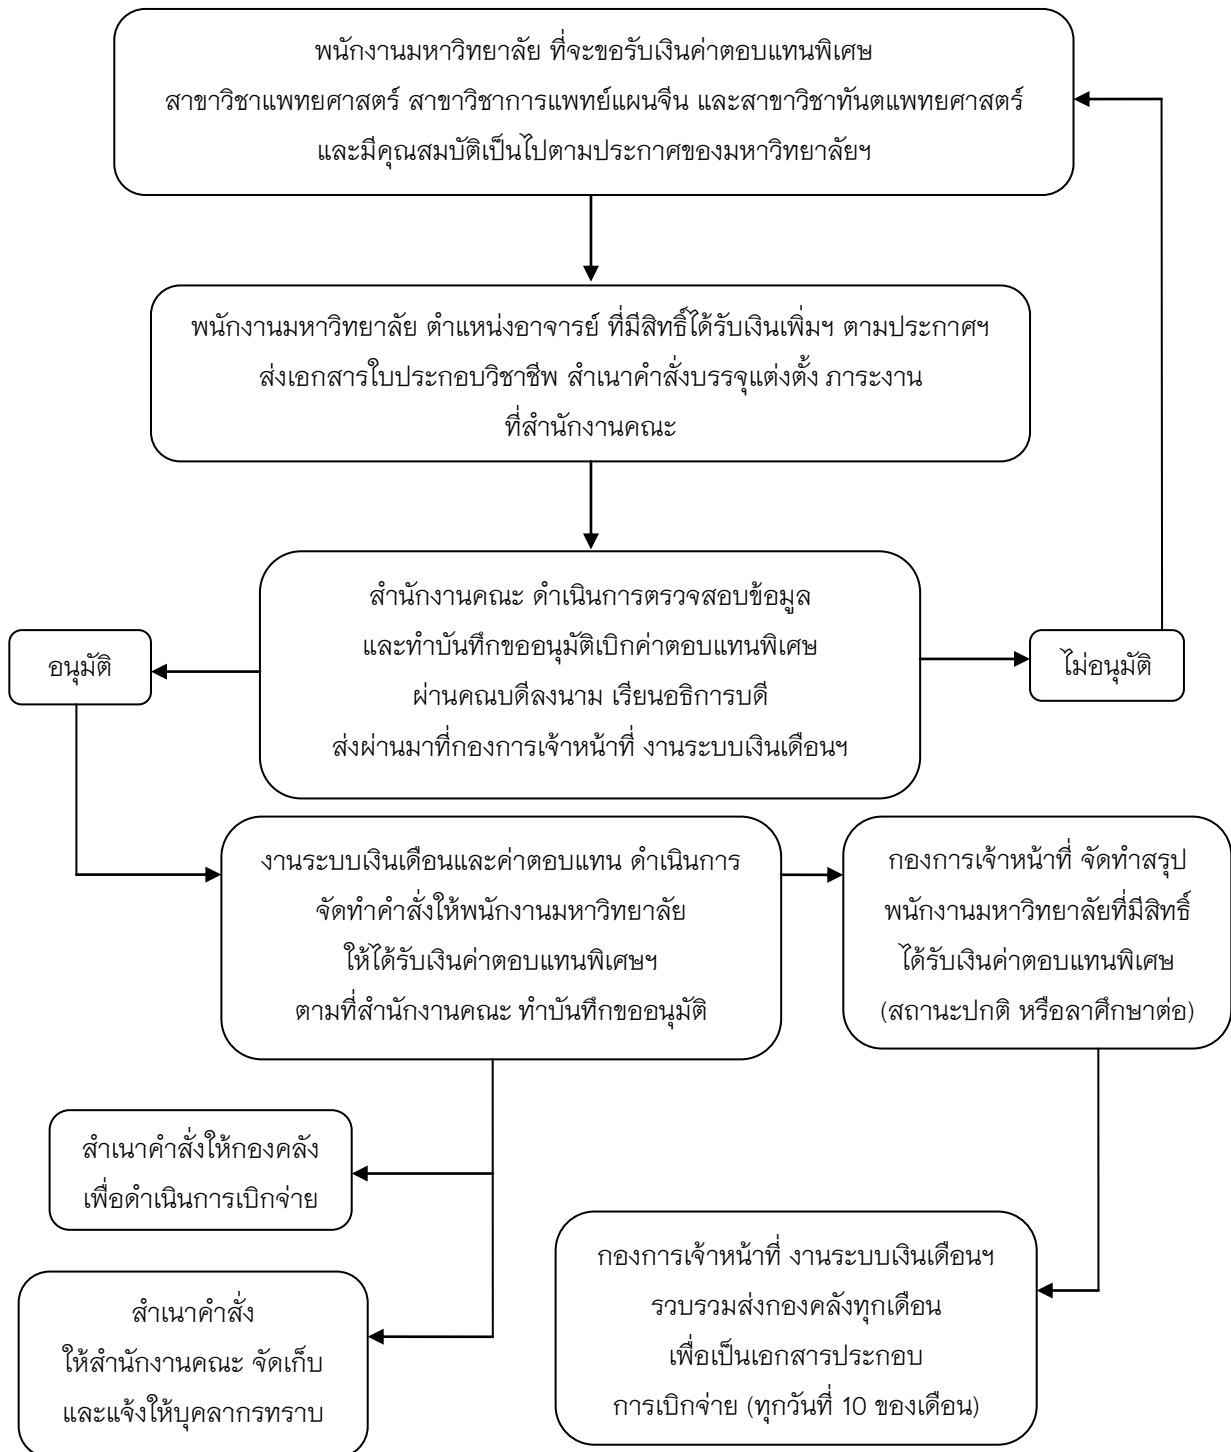 พนักงานมหาวิทยาลัย ที่จะขอรับเงินค่าตอบแทนพิเศษ
สาขาวิชาแพทยศาสตร์ สาขาวิชาการแพทย์แผนจีน และสาขาวิชาทันตแพทยศาสตร์
และมีคุณสมบัติเป็นไปตามประกาศของมหาวิทยาลัยฯ
พนักงานมหาวิทยาลัย ตำแหน่งอาจารย์ ที่มีสิทธิ์ได้รับเงินเพิ่มฯ ตามประกาศฯ
ส่งเอกสารใบประกอบวิชาชีพ สำเนาคำสั่งบรรจุแต่งตั้ง ภาระงาน
ที่สำนักงานคณะ
สำนักงานคณะ ดำเนินการตรวจสอบข้อมูล
และทำบันทึกขออนุมัติเบิกค่าตอบแทนพิเศษ
ผ่านคณบดีลงนาม เรียนอธิการบดี
ส่งผ่านมาที่กองการเจ้าหน้าที่ งานระบบเงินเดือนฯ
อนุมัติ
ไม่อนุมัติ
งานระบบเงินเดือนและค่าตอบแทน ดำเนินการ
จัดทำคำสั่งให้พนักงานมหาวิทยาลัย
ให้ได้รับเงินค่าตอบแทนพิเศษฯ
ตามที่สำนักงานคณะ ทำบันทึกขออนุมัติ
กองการเจ้าหน้าที่ จัดทำสรุป
พนักงานมหาวิทยาลัยที่มีสิทธิ์
ได้รับเงินค่าตอบแทนพิเศษ
(สถานะปกติ หรือลาศึกษาต่อ)
สำเนาคำสั่งให้กองคลัง
เพื่อดำเนินการเบิกจ่าย
สำเนาคำสั่ง
ให้สำนักงานคณะ จัดเก็บ
และแจ้งให้บุคลากรทราบ
กองการเจ้าหน้าที่ งานระบบเงินเดือนฯ
รวบรวมส่งกองคลังทุกเดือน
เพื่อเป็นเอกสารประกอบ
การเบิกจ่าย (ทุกวันที่ 10 ของเดือน)